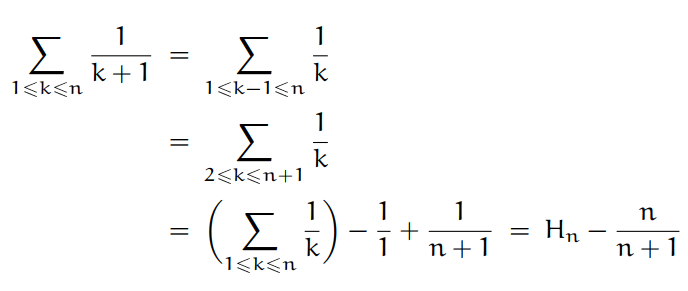 ∑_{1⩽k⩽n} 1/(k+1) = ∑_{1⩽k−1⩽n} 1/k
= ∑_{2⩽k⩽n+1} 1/k
= (∑_{1⩽k⩽n} 1/k) − 1/1 + 1/(n+1) = H_n − n/(n+1)